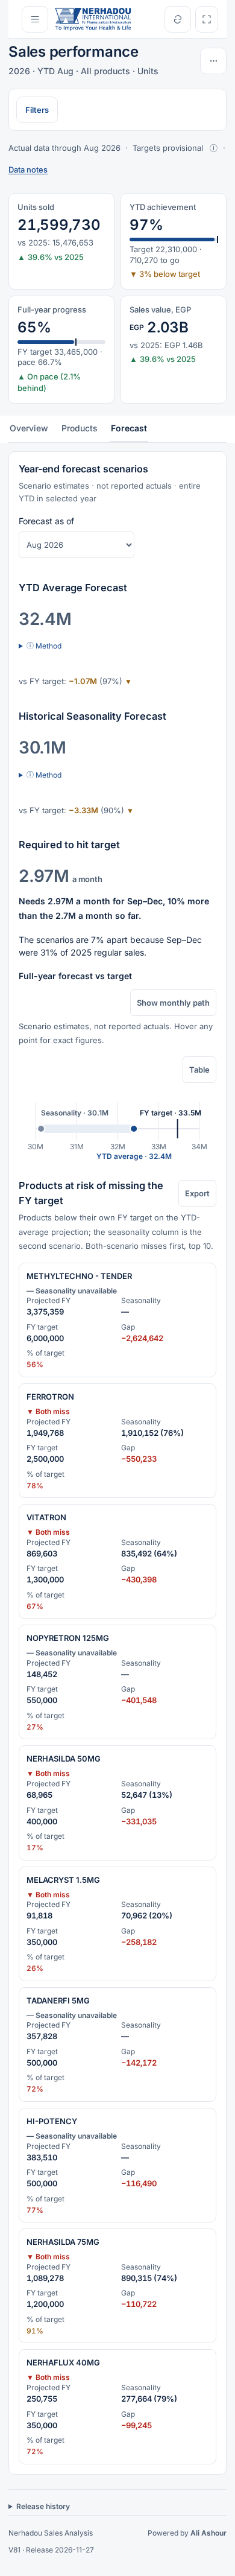 NERHADOU
INTERNATIONAL
To Improve Your Health & Life
Sales performance
2026 · YTD Aug · All products · Units
Filters
Actual data through Aug 2026 · Targets provisional ⓘ ·
Data notes
Units sold
21,599,730
vs 2025: 15,476,653
▲ 39.6% vs 2025
YTD achievement
97%
Target 22,310,000 ·
710,270 to go
▼ 3% below target
Full-year progress
65%
FY target 33,465,000 ·
pace 66.7%
▲ On pace (2.1%
behind)
Sales value, EGP
EGP 2.03B
vs 2025: EGP 1.46B
▲ 39.6% vs 2025
Overview Products Forecast
Year-end forecast scenarios
Scenario estimates · not reported actuals · entire
YTD in selected year
Forecast as of
Aug 2026
YTD Average Forecast
32.4M
▶ ⓘ Method
vs FY target: −1.07M (97%) ▼
Historical Seasonality Forecast
30.1M
▶ ⓘ Method
vs FY target: −3.33M (90%) ▼
Required to hit target
2.97M a month
Needs 2.97M a month for Sep–Dec, 10% more
than the 2.7M a month so far.
The scenarios are 7% apart because Sep–Dec
were 31% of 2025 regular sales.
Full-year forecast vs target
Show monthly path
Scenario estimates, not reported actuals. Hover any
point for exact figures.
Table
Seasonality · 30.1M FY target · 33.5M
30M 31M 32M 33M 34M
YTD average · 32.4M
Products at risk of missing the
FY target
Export
Products below their own FY target on the YTD-
average projection; the seasonality column is the
second scenario. Both-scenario misses first, top 10.
METHYLTECHNO - TENDER
— Seasonality unavailable
Projected FY Seasonality
3,375,359 —
FY target Gap
6,000,000 −2,624,642
% of target
56%
FERROTRON
▼ Both miss
Projected FY Seasonality
1,949,768 1,910,152 (76%)
FY target Gap
2,500,000 −550,233
% of target
78%
VITATRON
▼ Both miss
Projected FY Seasonality
869,603 835,492 (64%)
FY target Gap
1,300,000 −430,398
% of target
67%
NOPYRETRON 125MG
— Seasonality unavailable
Projected FY Seasonality
148,452 —
FY target Gap
550,000 −401,548
% of target
27%
NERHASILDA 50MG
▼ Both miss
Projected FY Seasonality
68,965 52,647 (13%)
FY target Gap
400,000 −331,035
% of target
17%
MELACRYST 1.5MG
▼ Both miss
Projected FY Seasonality
91,818 70,962 (20%)
FY target Gap
350,000 −258,182
% of target
26%
TADANERFI 5MG
— Seasonality unavailable
Projected FY Seasonality
357,828 —
FY target Gap
500,000 −142,172
% of target
72%
HI-POTENCY
— Seasonality unavailable
Projected FY Seasonality
383,510 —
FY target Gap
500,000 −116,490
% of target
77%
NERHASILDA 75MG
▼ Both miss
Projected FY Seasonality
1,089,278 890,315 (74%)
FY target Gap
1,200,000 −110,722
% of target
91%
NERHAFLUX 40MG
▼ Both miss
Projected FY Seasonality
250,755 277,664 (79%)
FY target Gap
350,000 −99,245
% of target
72%
▶ Release history
Nerhadou Sales Analysis Powered by Ali Ashour
V81 · Release 2026-11-27